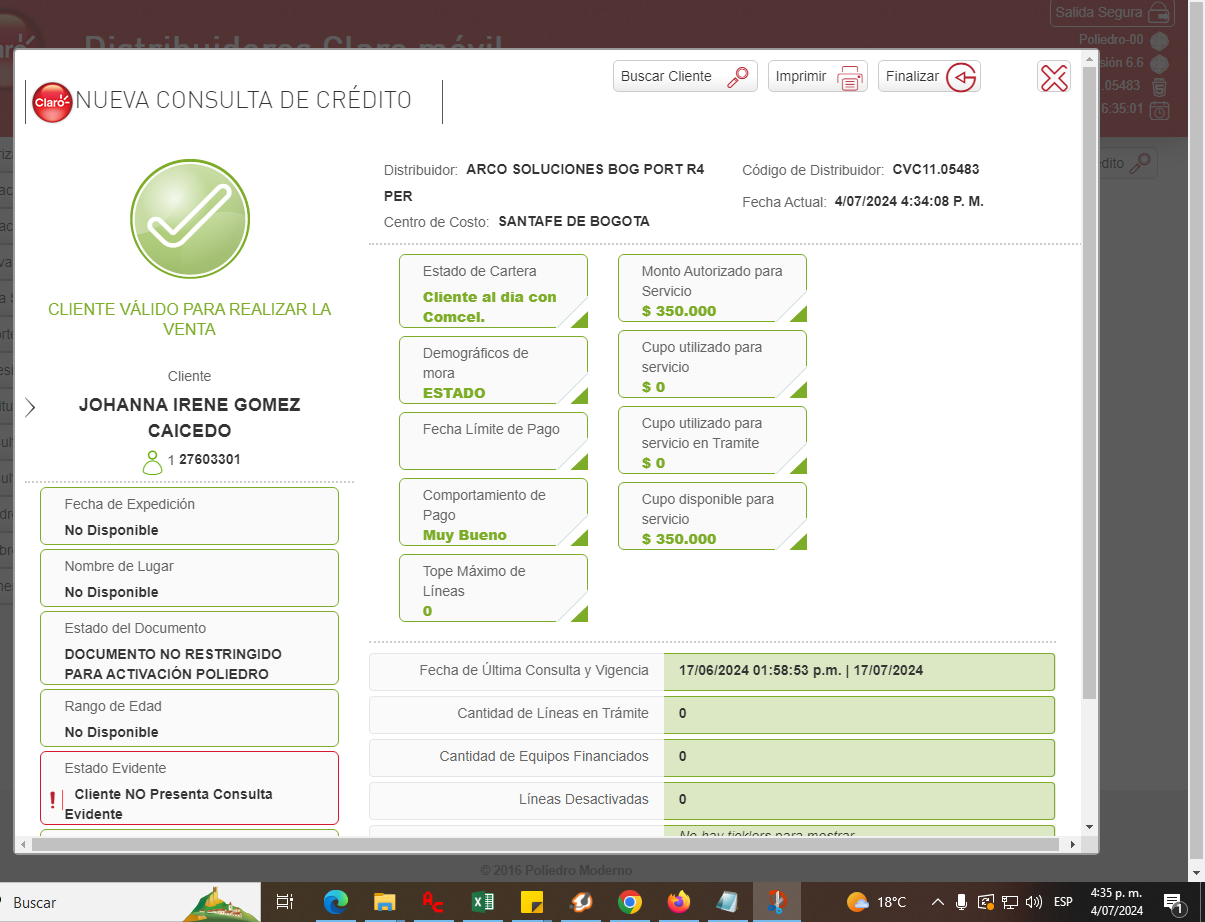 Salida Segura
Distribuidores Claro móvil
Poliedro-00
sión 6.6
.05483
6:35:01
Buscar Cliente
Imprimir
Finalizar
Claro
NUEVA CONSULTA DE CRÉDITO
Distribuidor: ARCO SOLUCIONES BOG PORT R4
PER
Centro de Costo: SANTAFE DE BOGOTA
Código de Distribuidor: CVC11.05483
Fecha Actual: 4/07/2024 4:34:08 P. M.
CLIENTE VÁLIDO PARA REALIZAR LA
VENTA
Cliente
JOHANNA IRENE GOMEZ
CAICEDO
1 27603301
Fecha de Expedición
No Disponible
Nombre de Lugar
No Disponible
Estado del Documento
DOCUMENTO NO RESTRINGIDO
PARA ACTIVACIÓN POLIEDRO
Rango de Edad
No Disponible
Estado Evidente
Cliente NO Presenta Consulta
Evidente
Estado de Cartera
Cliente al dia con
Comcel.
Demográficos de
mora
ESTADO
Fecha Límite de Pago
Comportamiento de
Pago
Muy Bueno
Tope Máximo de
Líneas
0
Monto Autorizado para
Servicio
$ 350.000
Cupo utilizado para
servicio
$ 0
Cupo utilizado para
servicio en Tramite
$ 0
Cupo disponible para
servicio
$ 350.000
Fecha de Última Consulta y Vigencia
17/06/2024 01:58:53 p.m. | 17/07/2024
Cantidad de Líneas en Trámite
0
Cantidad de Equipos Financiados
0
Líneas Desactivadas
0
No hay ticklers para mostrar
© 2016 Poliedro Moderno
Buscar
18°C
ESP
4:35 p. m.
4/07/2024
1